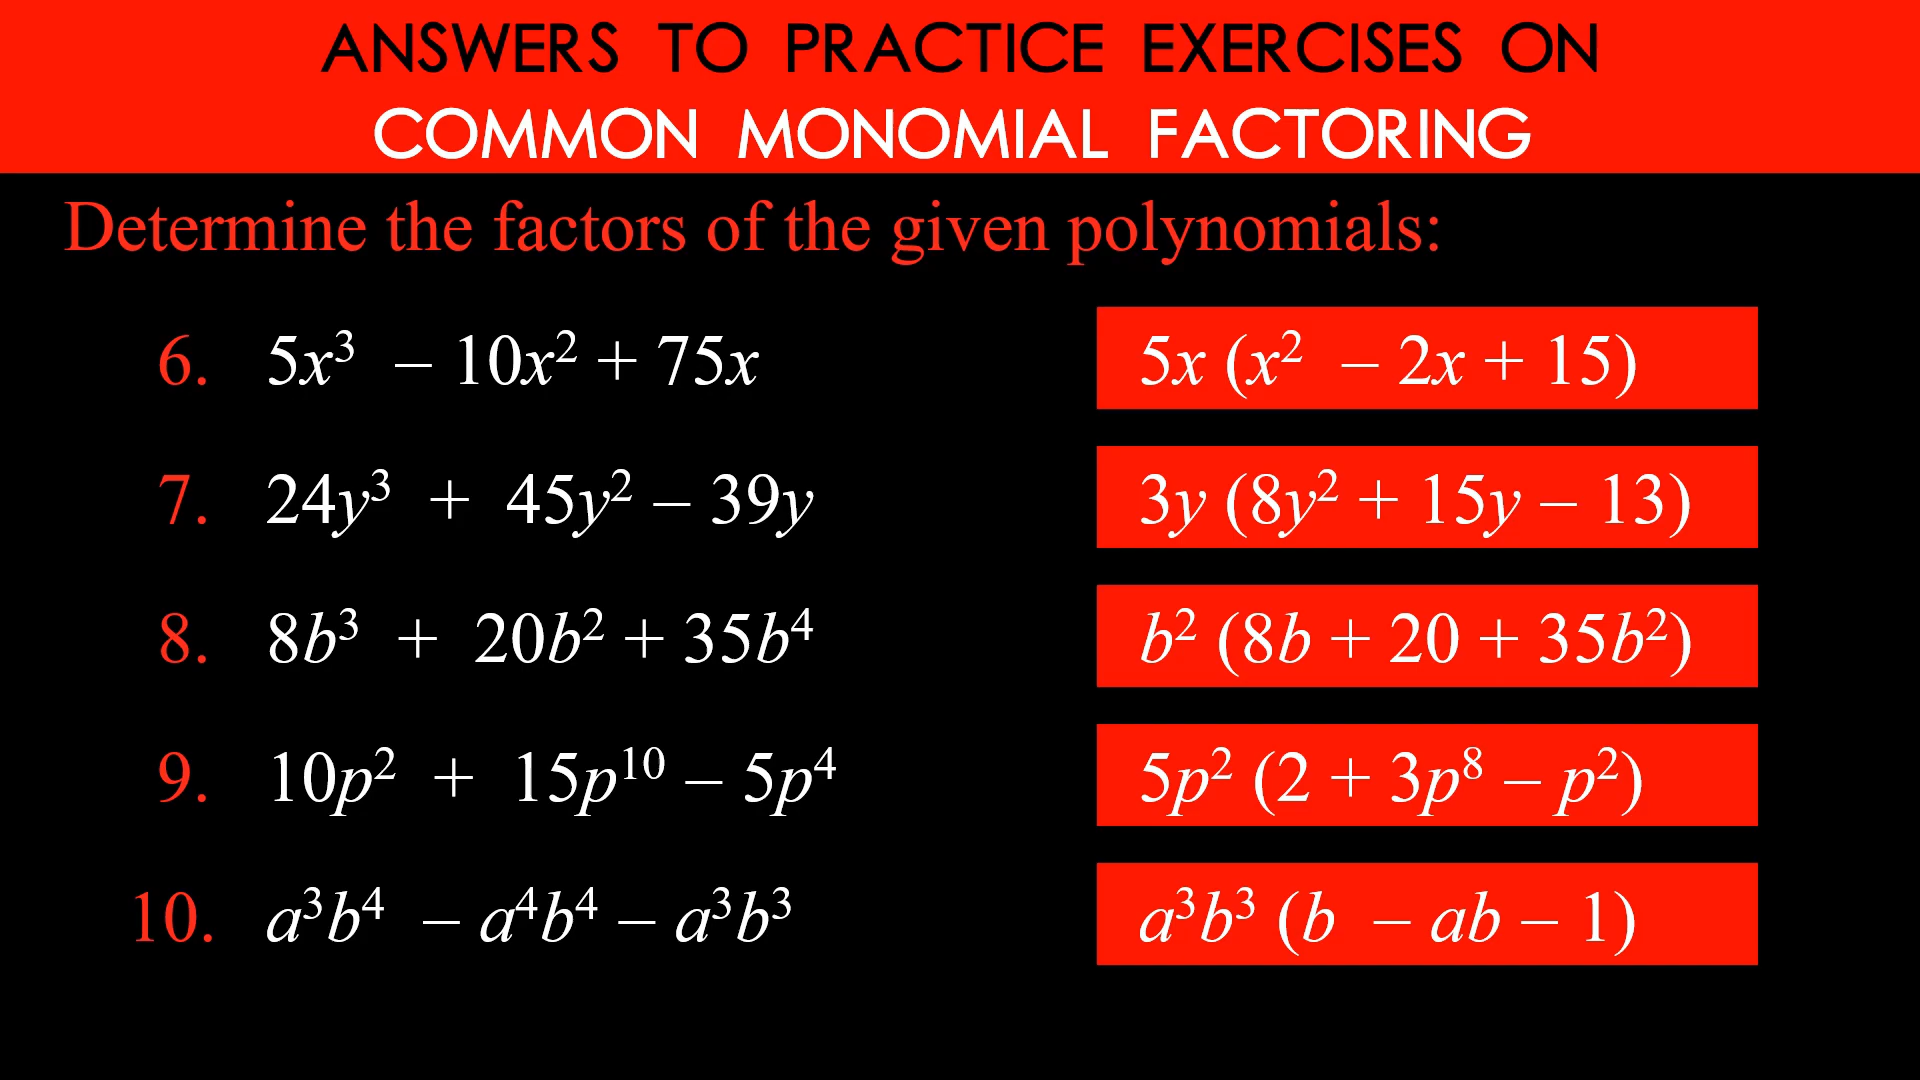 ANSWERS TO PRACTICE EXERCISES ON
COMMON MONOMIAL FACTORING
Determine the factors of the given polynomials:
6. 5x³ – 10x² + 75x 5x (x² – 2x + 15)
7. 24y³ + 45y² – 39y 3y (8y² + 15y – 13)
8. 8b³ + 20b² + 35b⁴ b² (8b + 20 + 35b²)
9. 10p² + 15p¹⁰ – 5p⁴ 5p² (2 + 3p⁸ – p²)
10. a³b⁴ – a⁴b⁴ – a³b³ a³b³ (b – ab – 1)